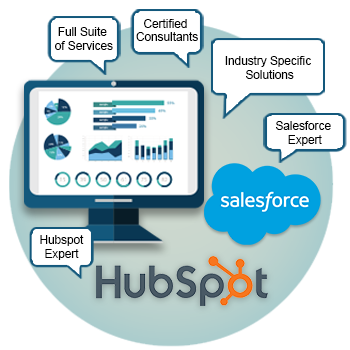 Full Suite
of Services
Certified
Consultants
Industry Specific
Solutions
Salesforce
Expert
salesforce
Hubspot
Expert
HubSpot